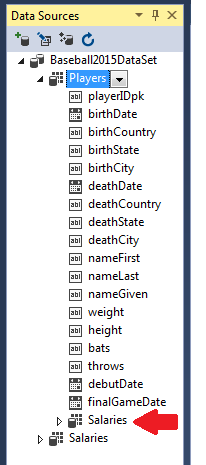 Data Sources
Baseball2015DataSet
Players
playerIDpk
birthDate
birthCountry
birthState
birthCity
deathDate
deathCountry
deathState
deathCity
nameFirst
nameLast
nameGiven
weight
height
bats
throws
debutDate
finalGameDate
Salaries
Salaries